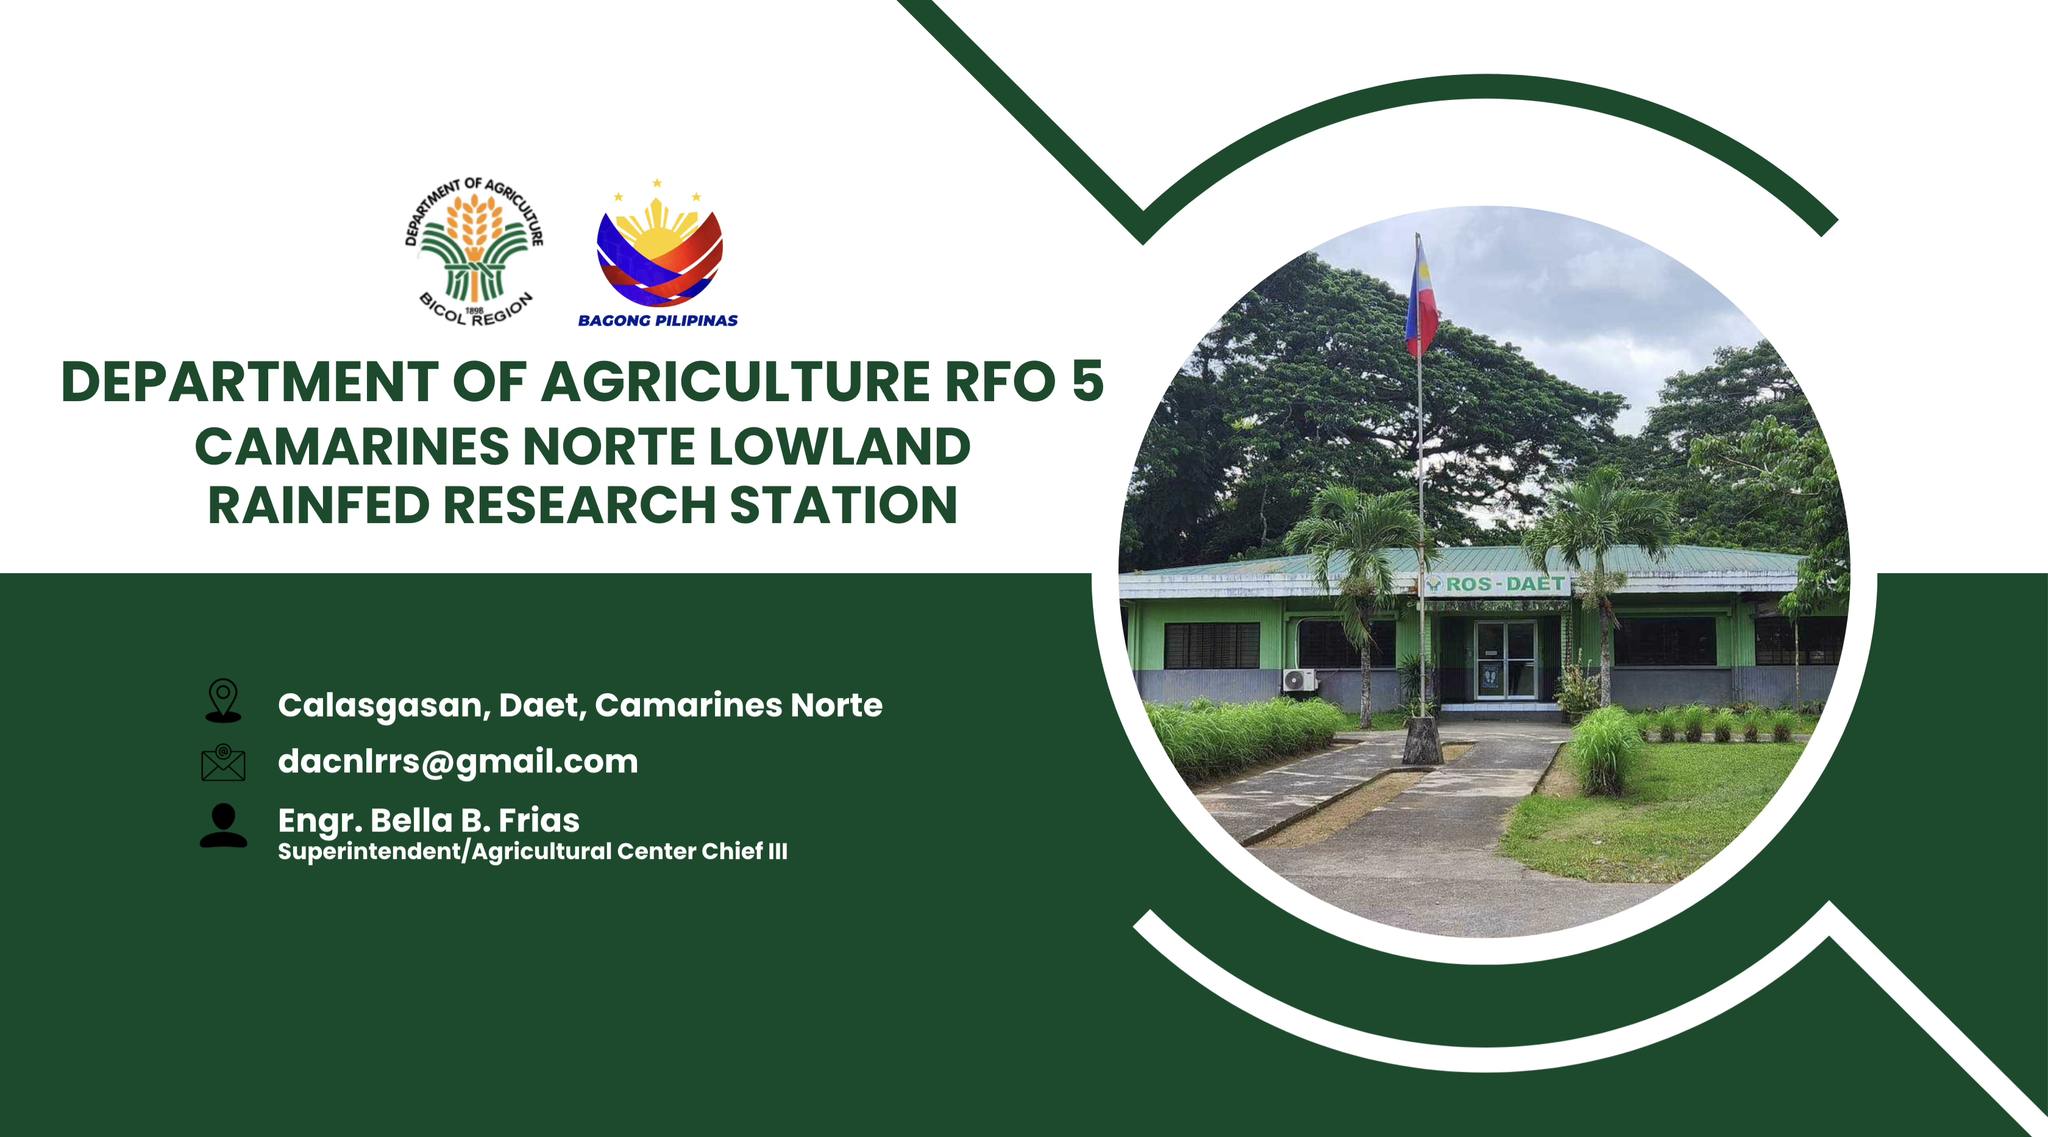 DEPARTMENT OF AGRICULTURE
1898
BICOL REGION
BAGONG PILIPINAS
DEPARTMENT OF AGRICULTURE RFO 5
CAMARINES NORTE LOWLAND
RAINFED RESEARCH STATION
ROS-DAET
Calasgasan, Daet, Camarines Norte
dacnlrrs@gmail.com
Engr. Bella B. Frias
Superintendent/Agricultural Center Chief III